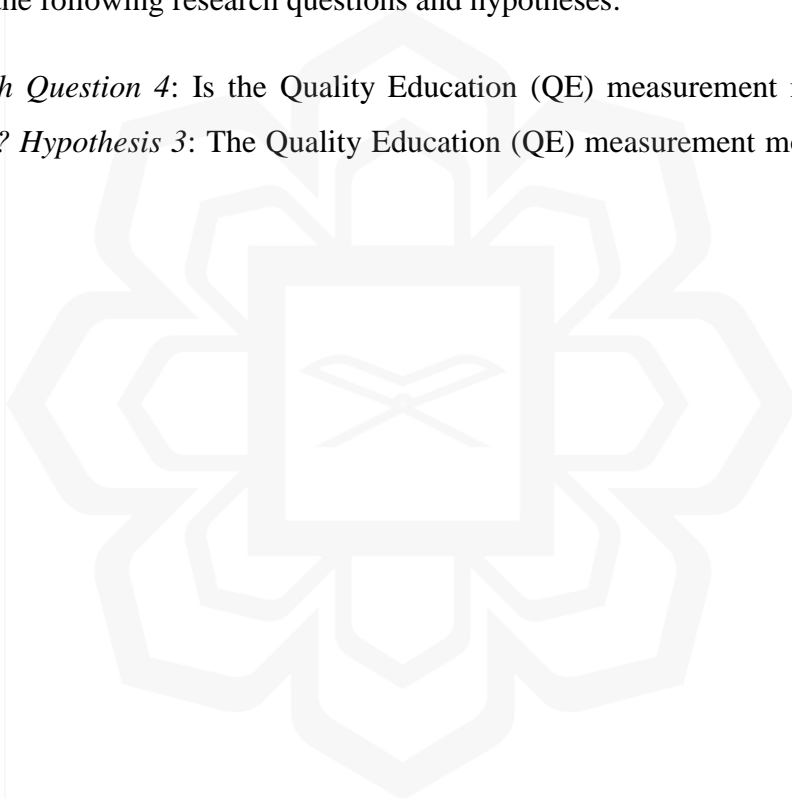 the following research questions and hypotheses:
h Question 4: Is the Quality Education (QE) measurement
? Hypothesis 3: The Quality Education (QE) measurement